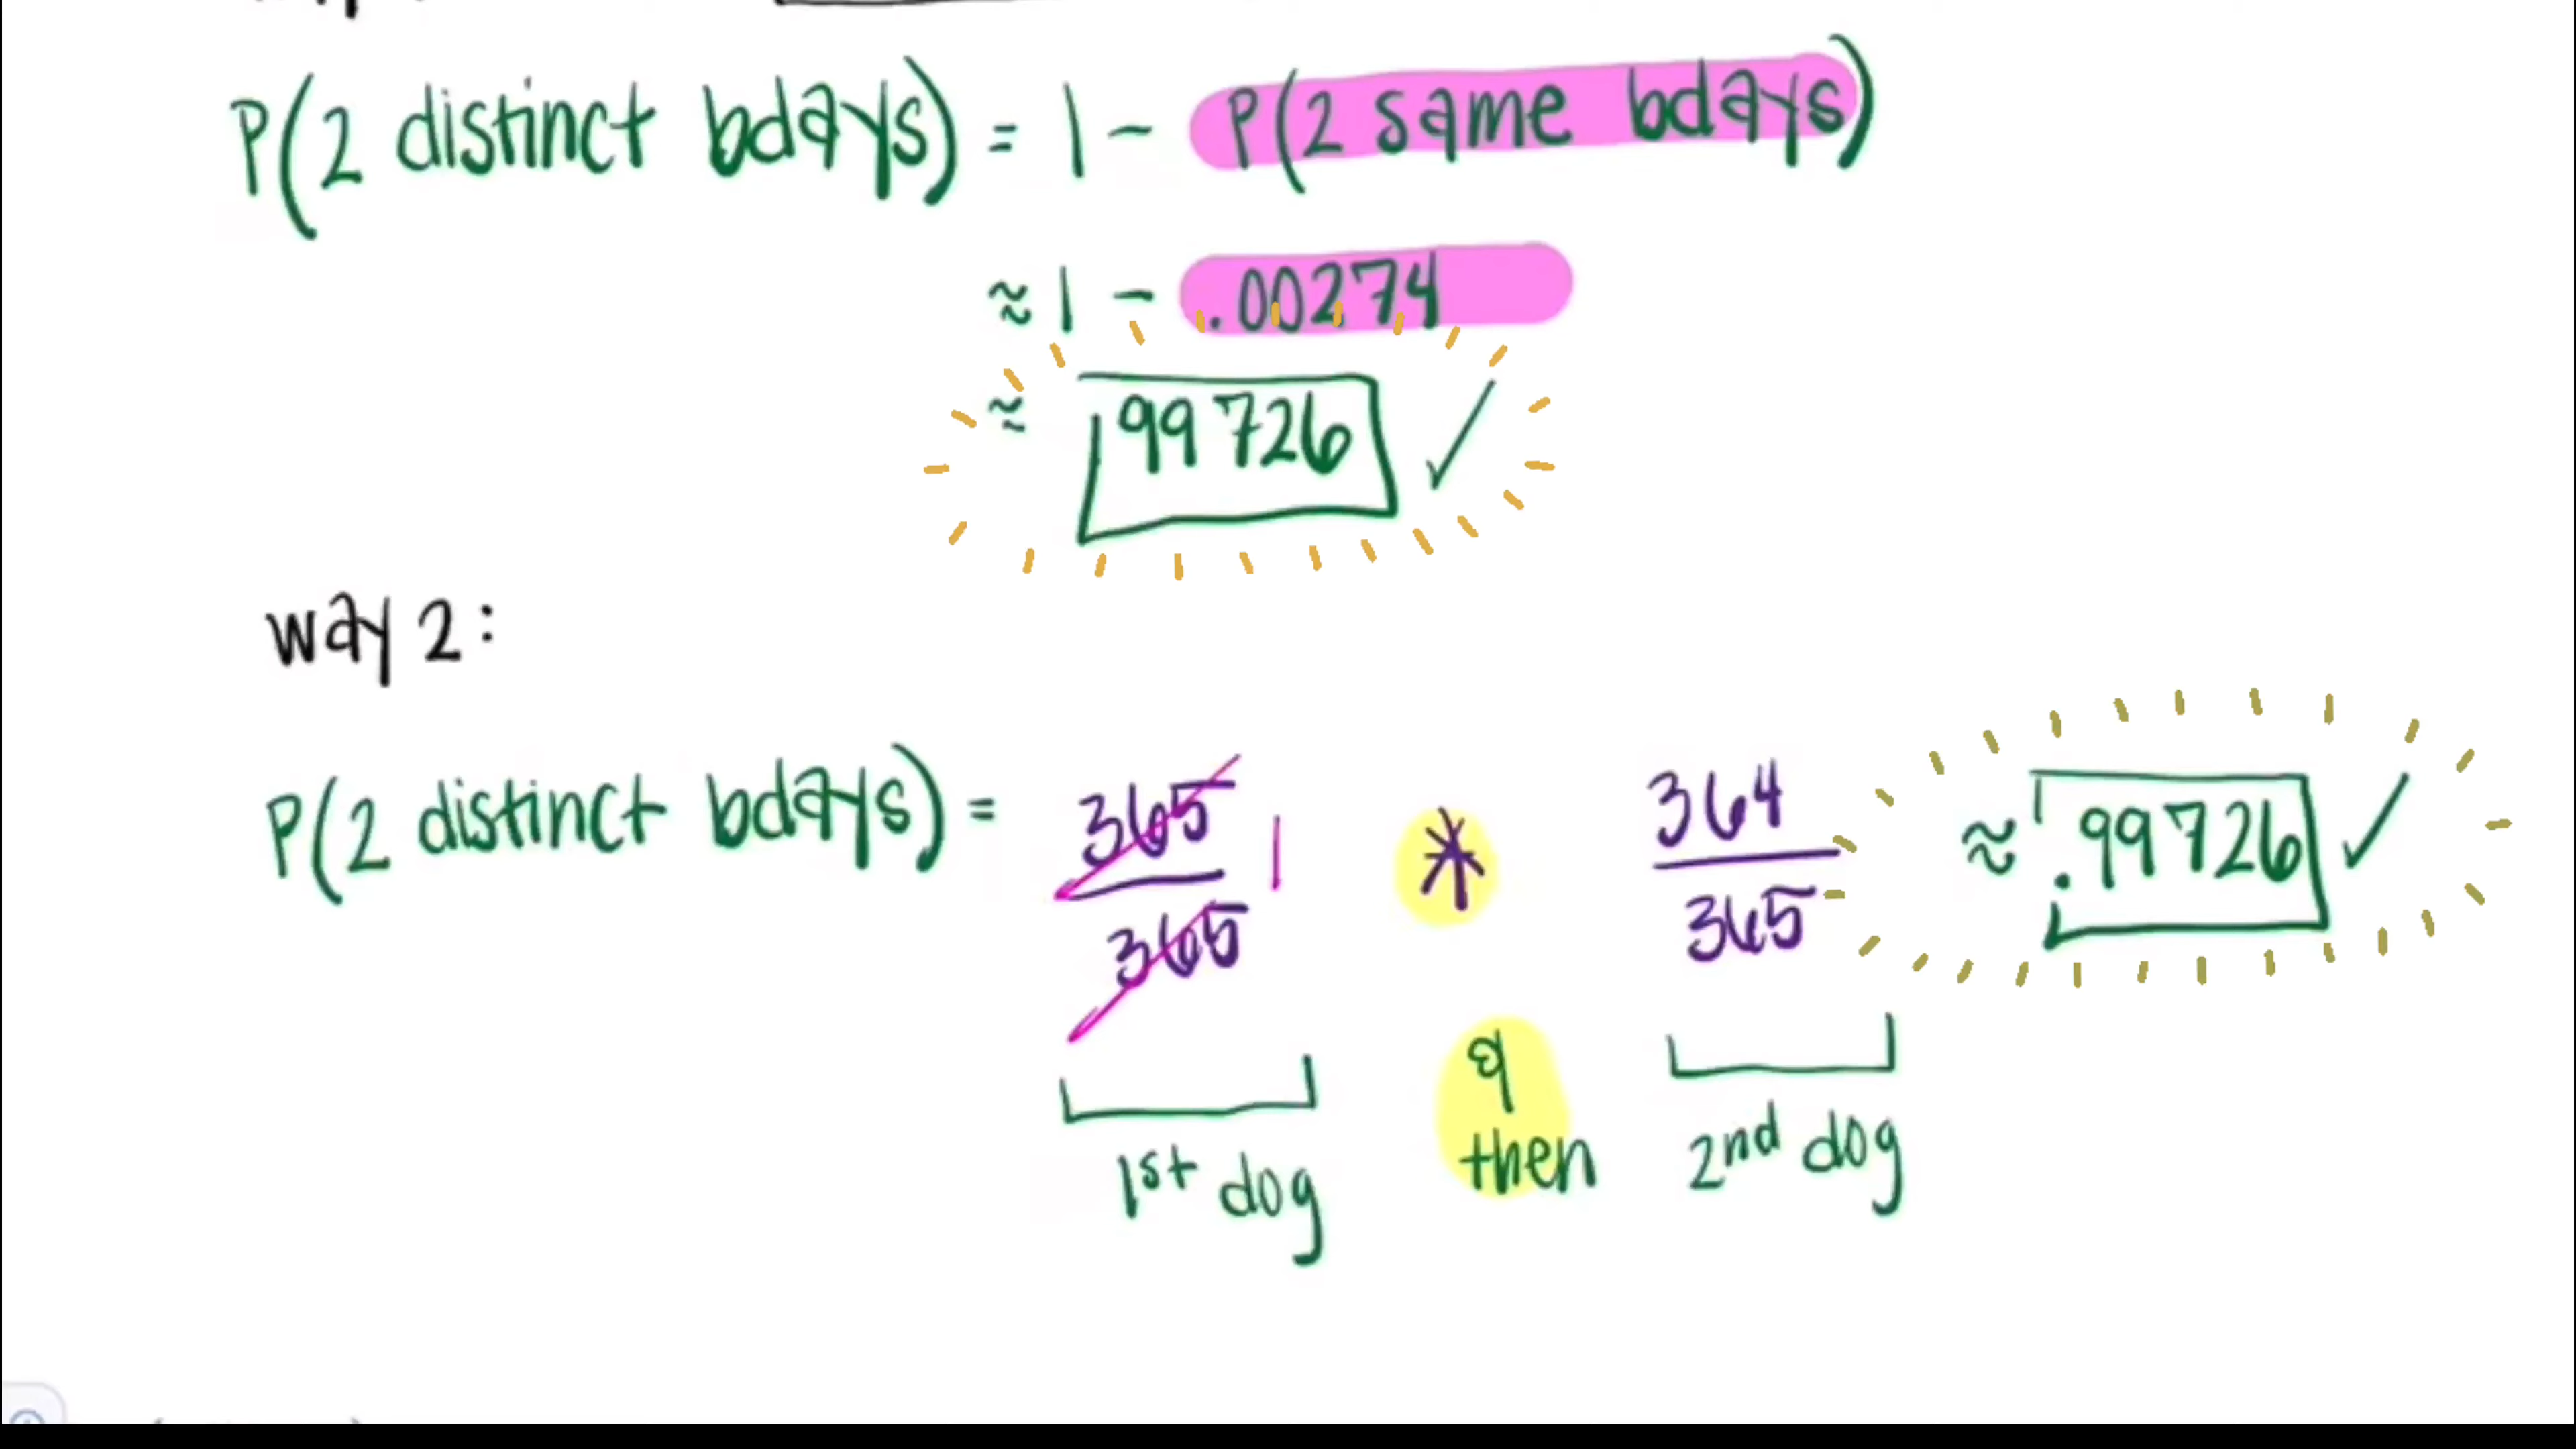 P(2 distinct bdays) = 1 - P(2 same bdays)
≈ 1 - .00274
≈ 99726 ✓
way 2:
P(2 distinct bdays) = 365/365 1 * 364/365 ≈ .99726 ✓
1st dog & then 2nd dog